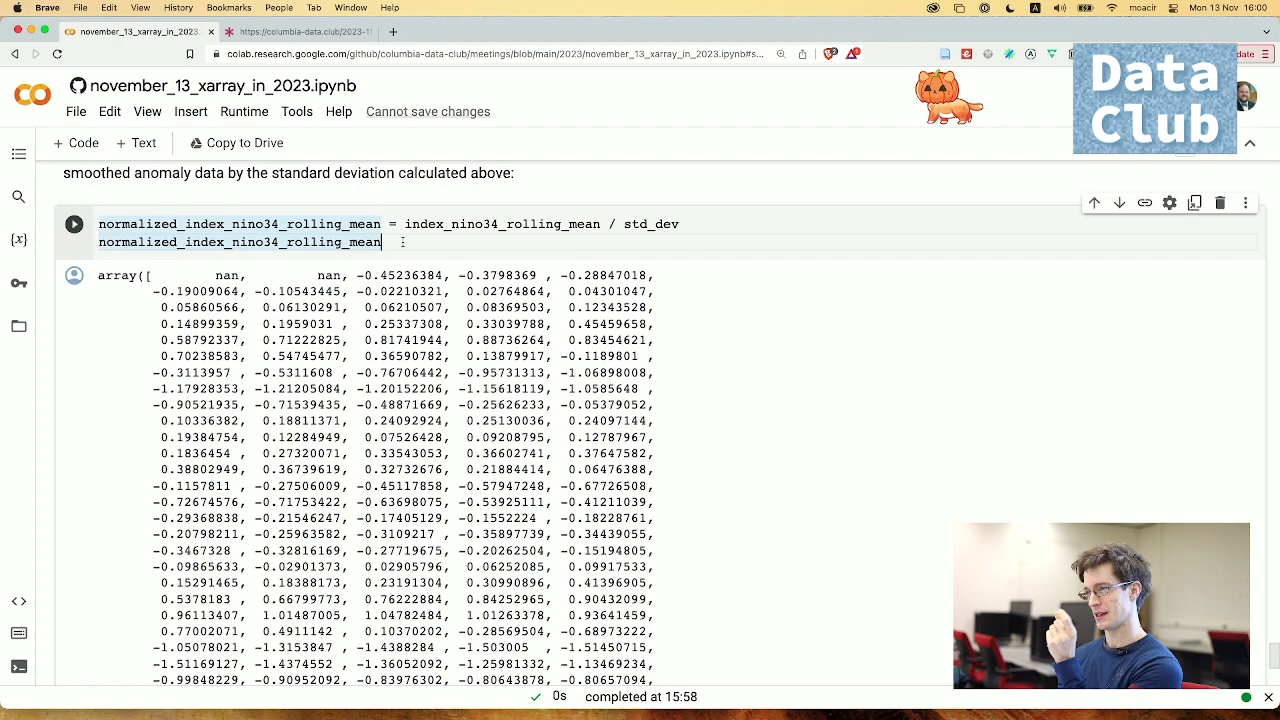 Brave File Edit View History Bookmarks People Tab Window Help
moacir Mon 13 Nov 16:00
november_13_xarray_in_2023.
https://columbia-data.club/2023-11
colab.research.google.com/github/columbia-data-club/meetings/blob/main/2023/november_13_xarray_in_2023.ipynb#s...
Data
Club
november_13_xarray_in_2023.ipynb
File Edit View Insert Runtime Tools Help Cannot save changes
+ Code + Text Copy to Drive
smoothed anomaly data by the standard deviation calculated above:
normalized_index_nino34_rolling_mean = index_nino34_rolling_mean / std_dev
normalized_index_nino34_rolling_mean
array([ nan, nan, -0.45236384, -0.3798369 , -0.28847018,
-0.19009064, -0.10543445, -0.02210321, 0.02764864, 0.04301047,
0.05860566, 0.06130291, 0.06210507, 0.08369503, 0.12343528,
0.14899359, 0.1959031 , 0.25337308, 0.33039788, 0.45459658,
0.58792337, 0.71222825, 0.81741944, 0.88736264, 0.83454621,
0.70238583, 0.54745477, 0.36590782, 0.13879917, -0.1189801 ,
-0.3113957 , -0.5311608 , -0.76706442, -0.95731313, -1.06898008,
-1.17928353, -1.21205084, -1.20152206, -1.15618119, -1.0585648 ,
-0.90521935, -0.71539435, -0.48871669, -0.25626233, -0.05379052,
0.10336382, 0.18811371, 0.24092924, 0.25130036, 0.24097144,
0.19384754, 0.12284949, 0.07526428, 0.09208795, 0.12787967,
0.1836454 , 0.27320071, 0.33543053, 0.36602741, 0.37647582,
0.38802949, 0.36739619, 0.32732676, 0.21884414, 0.06476388,
-0.1157811 , -0.27506009, -0.45117858, -0.57947248, -0.67726508,
-0.72674576, -0.71753422, -0.63698075, -0.53925111, -0.41211039,
-0.29368838, -0.21546247, -0.17405129, -0.1552224 , -0.18228761,
-0.20798211, -0.25963582, -0.3109217 , -0.35897739, -0.34439055,
-0.3467328 , -0.32816169, -0.27719675, -0.20262504, -0.15194805,
-0.09865633, -0.02901373, 0.02905796, 0.06252085, 0.09917533,
0.15291465, 0.18388173, 0.23191304, 0.30990896, 0.41396905,
0.5378183 , 0.66799773, 0.76222884, 0.84252965, 0.90432099,
0.96113407, 1.01487005, 1.04782484, 1.01263378, 0.93641459,
0.77002071, 0.4911142 , 0.10370202, -0.28569504, -0.68973222,
-1.05078021, -1.3153847 , -1.4388284 , -1.503005 , -1.51450715,
-1.51169127, -1.4374552 , -1.36052092, -1.25981332, -1.13469234,
-0.99848229, -0.90952092, -0.83976302, -0.80643878, -0.80657094,
0s completed at 15:58